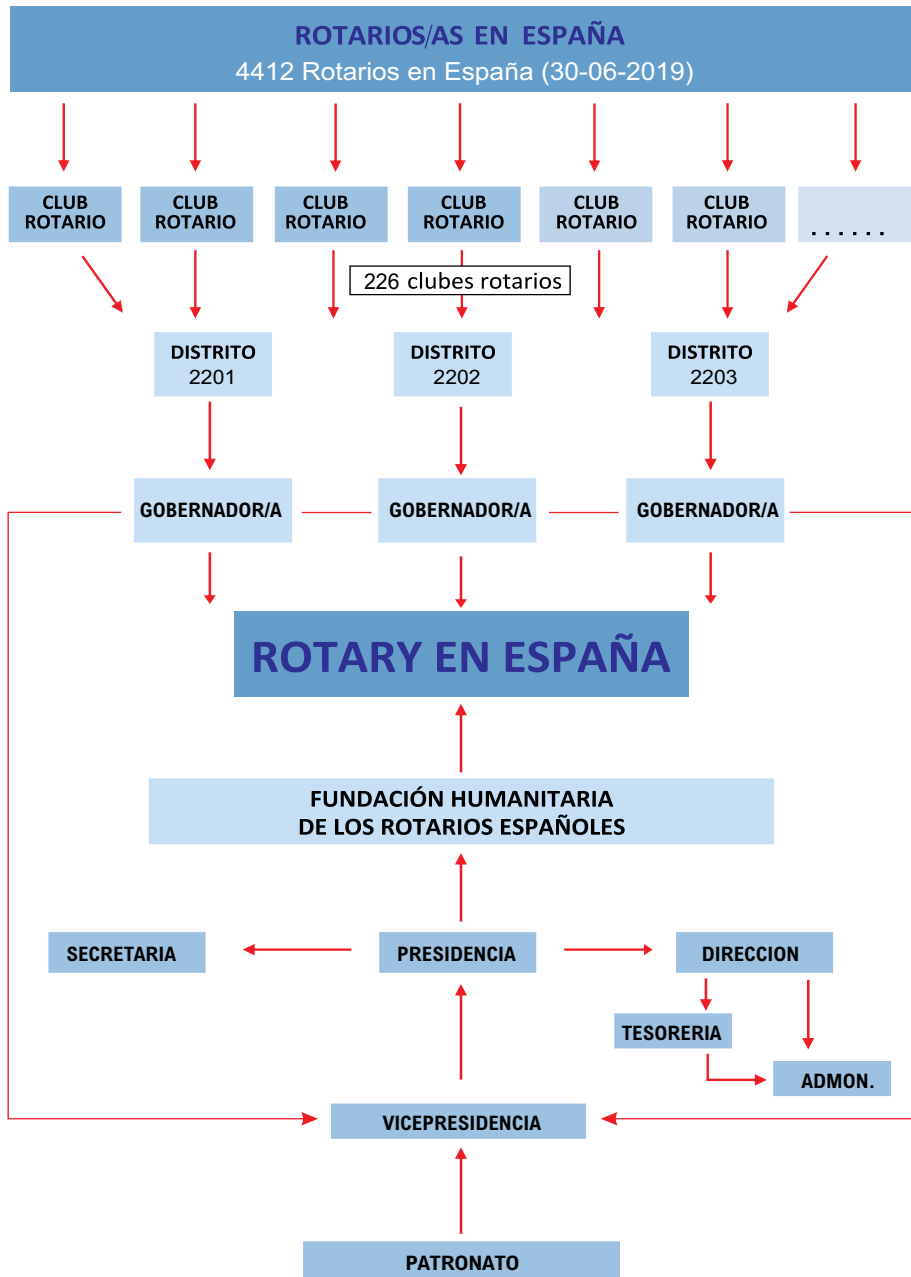 ROTARIOS/AS EN ESPAÑA
4412 Rotarios en España (30-06-2019)
CLUB
ROTARIO
CLUB
ROTARIO
CLUB
ROTARIO
CLUB
ROTARIO
CLUB
ROTARIO
CLUB
ROTARIO
. . . . . .
226 clubes rotarios
DISTRITO
2201
DISTRITO
2202
DISTRITO
2203
GOBERNADOR/A
GOBERNADOR/A
GOBERNADOR/A
ROTARY EN ESPAÑA
FUNDACIÓN HUMANITARIA
DE LOS ROTARIOS ESPAÑOLES
SECRETARIA
PRESIDENCIA
DIRECCION
TESORERIA
ADMON.
VICEPRESIDENCIA
PATRONATO